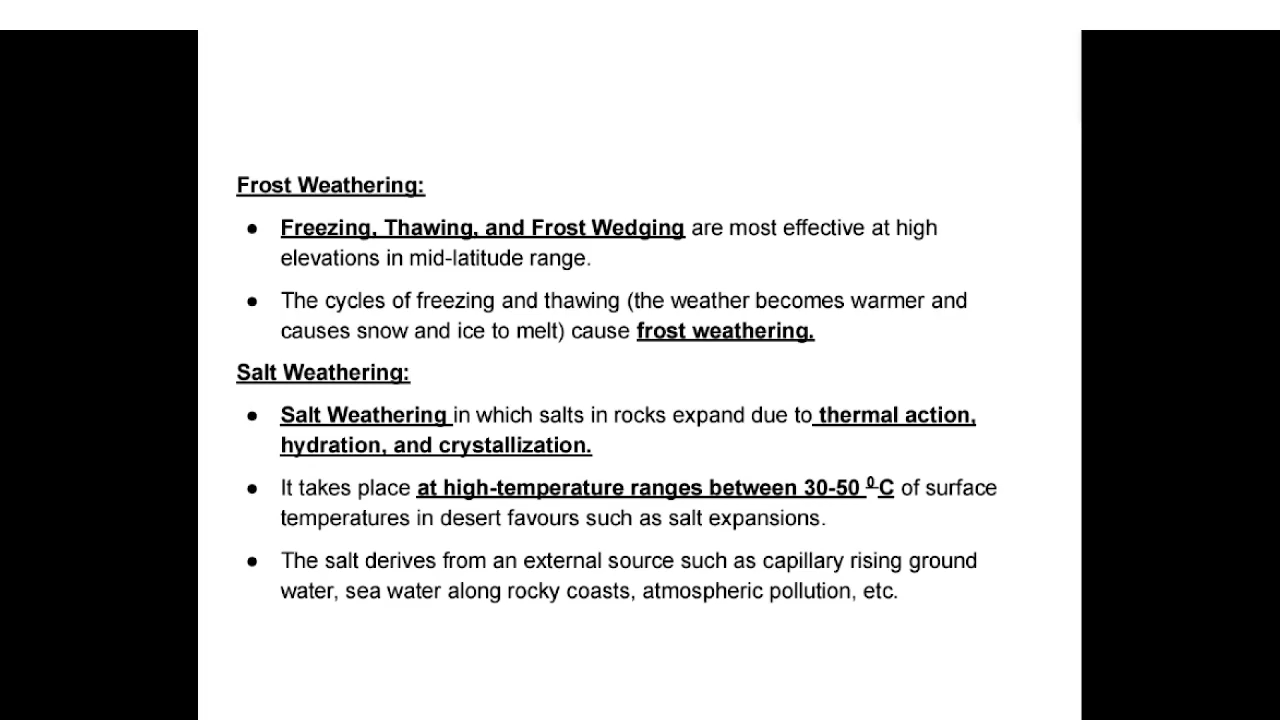 Frost Weathering:
● Freezing, Thawing, and Frost Wedging are most effective at high
elevations in mid-latitude range.
● The cycles of freezing and thawing (the weather becomes warmer and
causes snow and ice to melt) cause frost weathering.
Salt Weathering:
● Salt Weathering in which salts in rocks expand due to thermal action,
hydration, and crystallization.
● It takes place at high-temperature ranges between 30-50 ⁰C of surface
temperatures in desert favours such as salt expansions.
● The salt derives from an external source such as capillary rising ground
water, sea water along rocky coasts, atmospheric pollution, etc.